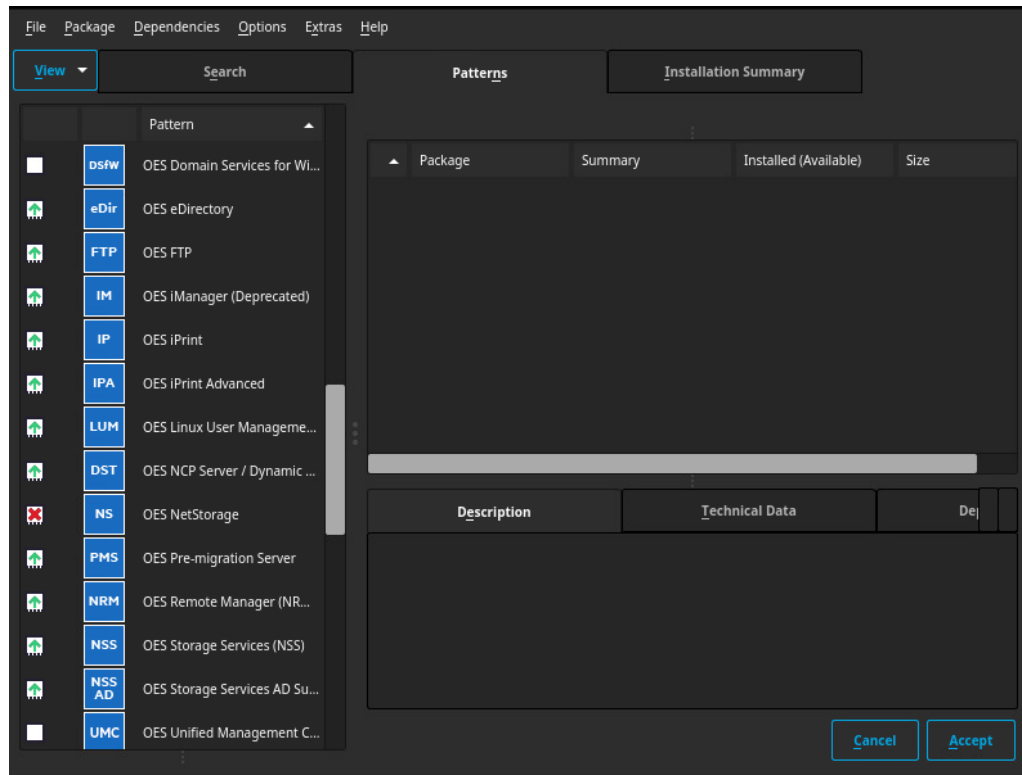 File Package Dependencies Options Extras Help
View Search Patterns Installation Summary
Pattern
DSfW OES Domain Services for Wi...
eDir OES eDirectory
FTP OES FTP
IM OES iManager (Deprecated)
IP OES iPrint
IPA OES iPrint Advanced
LUM OES Linux User Manageme...
DST OES NCP Server / Dynamic ...
NS OES NetStorage
PMS OES Pre-migration Server
NRM OES Remote Manager (NR...
NSS OES Storage Services (NSS)
NSS AD OES Storage Services AD Su...
UMC OES Unified Management C...
Package Summary Installed (Available) Size
Description Technical Data De
Cancel Accept